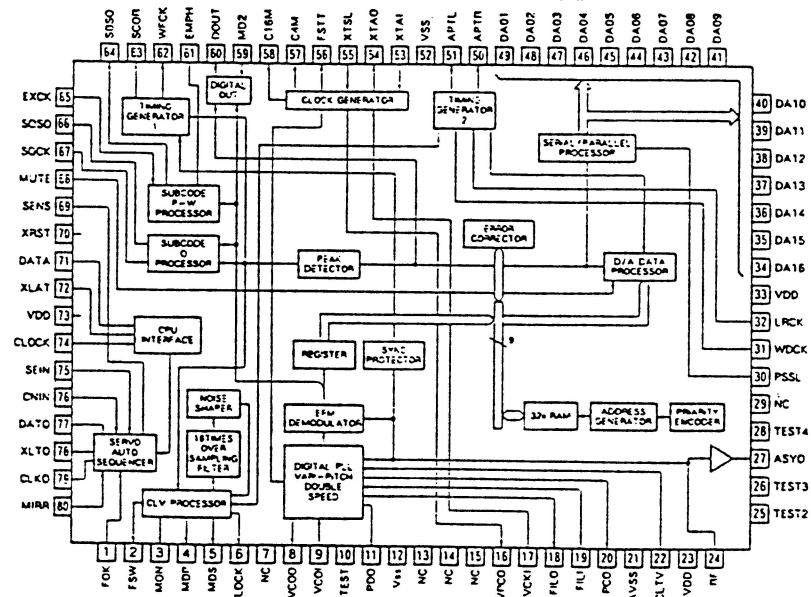 SDSO
SCOR
WFCK
EMPH
DOUT
MD2
C16M
C4M
FSTT
XTSL
XTAO
XTAI
VSS
APTL
APTR
DA01
DA02
DA03
DA04
DA05
DA06
DA07
DA08
DA09
64 63 62 61 60 59 58 57 56 55 54 53 52 51 50 49 48 47 46 45 44 43 42 41
EXCK 65
SCSO 66
SQCK 67
MUTE 68
SENS 69
XRST 70
DATA 71
XLAT 72
VDD 73
CLOCK 74
SEIN 75
CNIN 76
DATO 77
XLTO 78
CLKO 79
MIRR 80
TIMING
GENERATOR
1
DIGITAL
OUT
CLOCK GENERATOR
TIMING
GENERATOR
2
SERIAL/PARALLEL
PROCESSOR
SUBCODE
P-W
PROCESSOR
SUBCODE
Q
PROCESSOR
PEAK
DETECTOR
ERROR
CORRECTOR
D/A DATA
PROCESSOR
CPU
INTERFACE
REGISTER
SYNC
PROTECTOR
9
NOISE
SHAPER
EFM
DEMODULATOR
32k RAM
ADDRESS
GENERATOR
PRIORITY
ENCODER
SERVO
AUTO
SEQUENCER
18TIMES
OVER
SAMPLING
FILTER
DIGITAL PLL
VARI-PITCH
DOUBLE
SPEED
CLV PROCESSOR
40 DA10
39 DA11
38 DA12
37 DA13
36 DA14
35 DA15
34 DA16
33 VDD
32 LRCK
31 WDCK
30 PSSL
29 NC
28 TEST4
27 ASYO
26 TEST3
25 TEST2
1 2 3 4 5 6 7 8 9 10 11 12 13 14 15 16 17 18 19 20 21 22 23 24
FOK
FSW
MON
MDP
MDS
LOCK
NC
VCOO
VCOI
TEST
PDO
Vss
NC
NC
NC
VPCO
VCKI
FILO
FILI
PCO
AVSS
CLTV
VDD